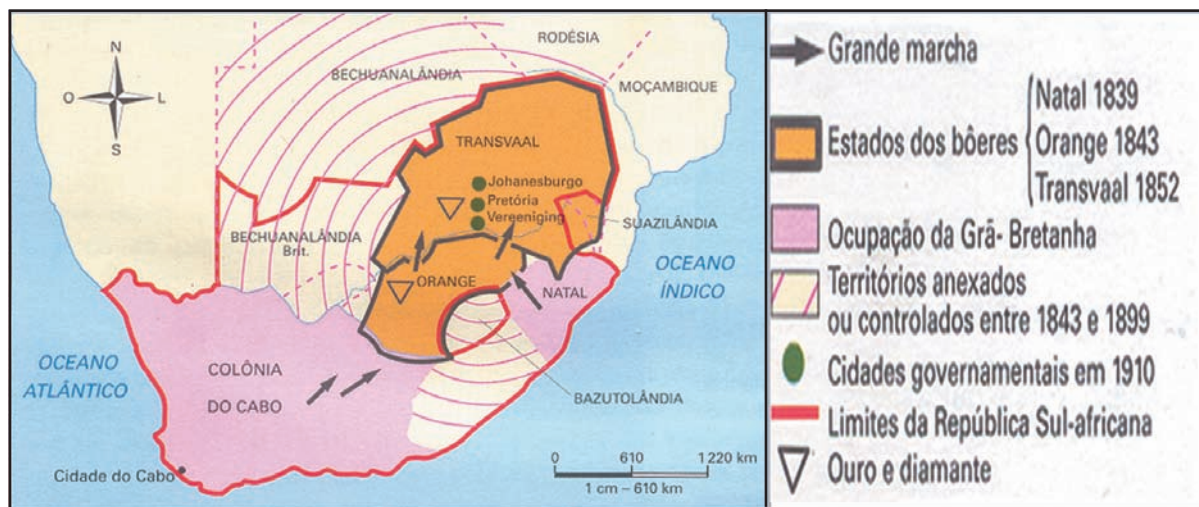 N
O
L
S
RODÉSIA
BECHUANALÂNDIA
MOÇAMBIQUE
TRANSVAAL
Johanesburgo
Pretória
Vereeniging
SUAZILÂNDIA
BECHUANALÂNDIA
Brit.
ORANGE
NATAL
OCEANO
ÍNDICO
OCEANO
ATLÂNTICO
COLÔNIA
DO CABO
BAZUTOLÂNDIA
Cidade do Cabo
0 610 1 220 km
1 cm – 610 km
Grande marcha
Estados dos bôeres
Natal 1839
Orange 1843
Transvaal 1852
Ocupação da Grã- Bretanha
Territórios anexados
ou controlados entre 1843 e 1899
Cidades governamentais em 1910
Limites da República Sul-africana
Ouro e diamante